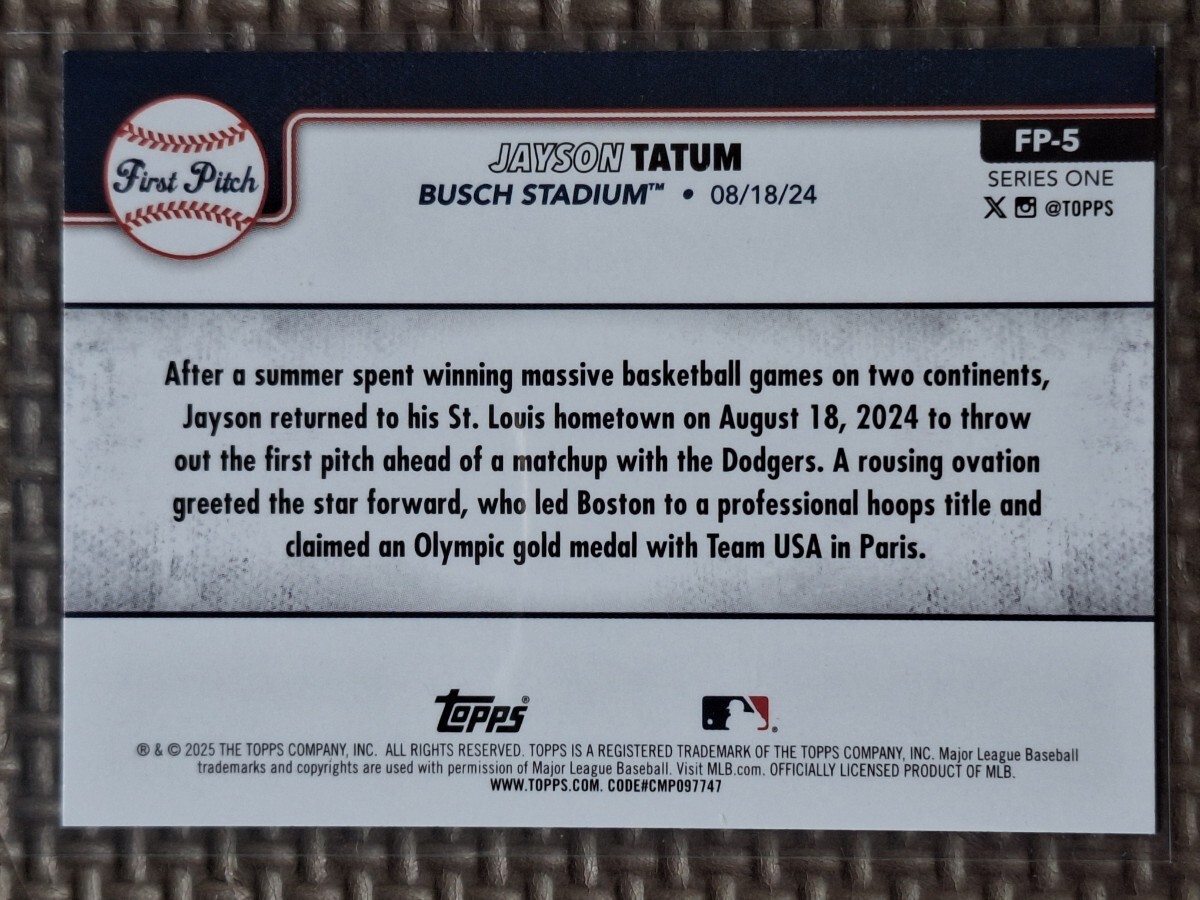 First Pitch
JAYSON TATUM
BUSCH STADIUM™ • 08/18/24
FP-5
SERIES ONE
@TOPPS
After a summer spent winning massive basketball games on two continents,
Jayson returned to his St. Louis hometown on August 18, 2024 to throw
out the first pitch ahead of a matchup with the Dodgers. A rousing ovation
greeted the star forward, who led Boston to a professional hoops title and
claimed an Olympic gold medal with Team USA in Paris.
topps®
® & © 2025 THE TOPPS COMPANY, INC. ALL RIGHTS RESERVED. TOPPS IS A REGISTERED TRADEMARK OF THE TOPPS COMPANY, INC. Major League Baseball
trademarks and copyrights are used with permission of Major League Baseball. Visit MLB.com. OFFICIALLY LICENSED PRODUCT OF MLB.
WWW.TOPPS.COM. CODE#CMP097747